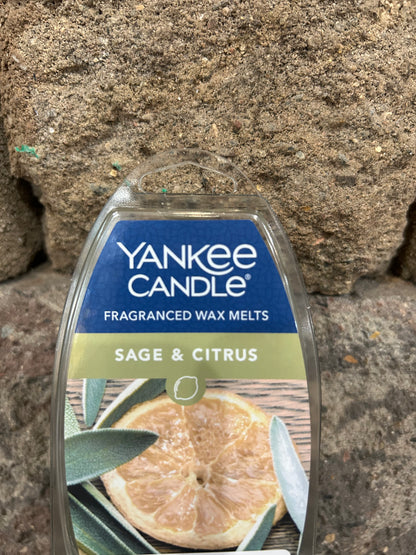 YANKEE
CANDLE®
FRAGRANCED WAX MELTS
SAGE & CITRUS